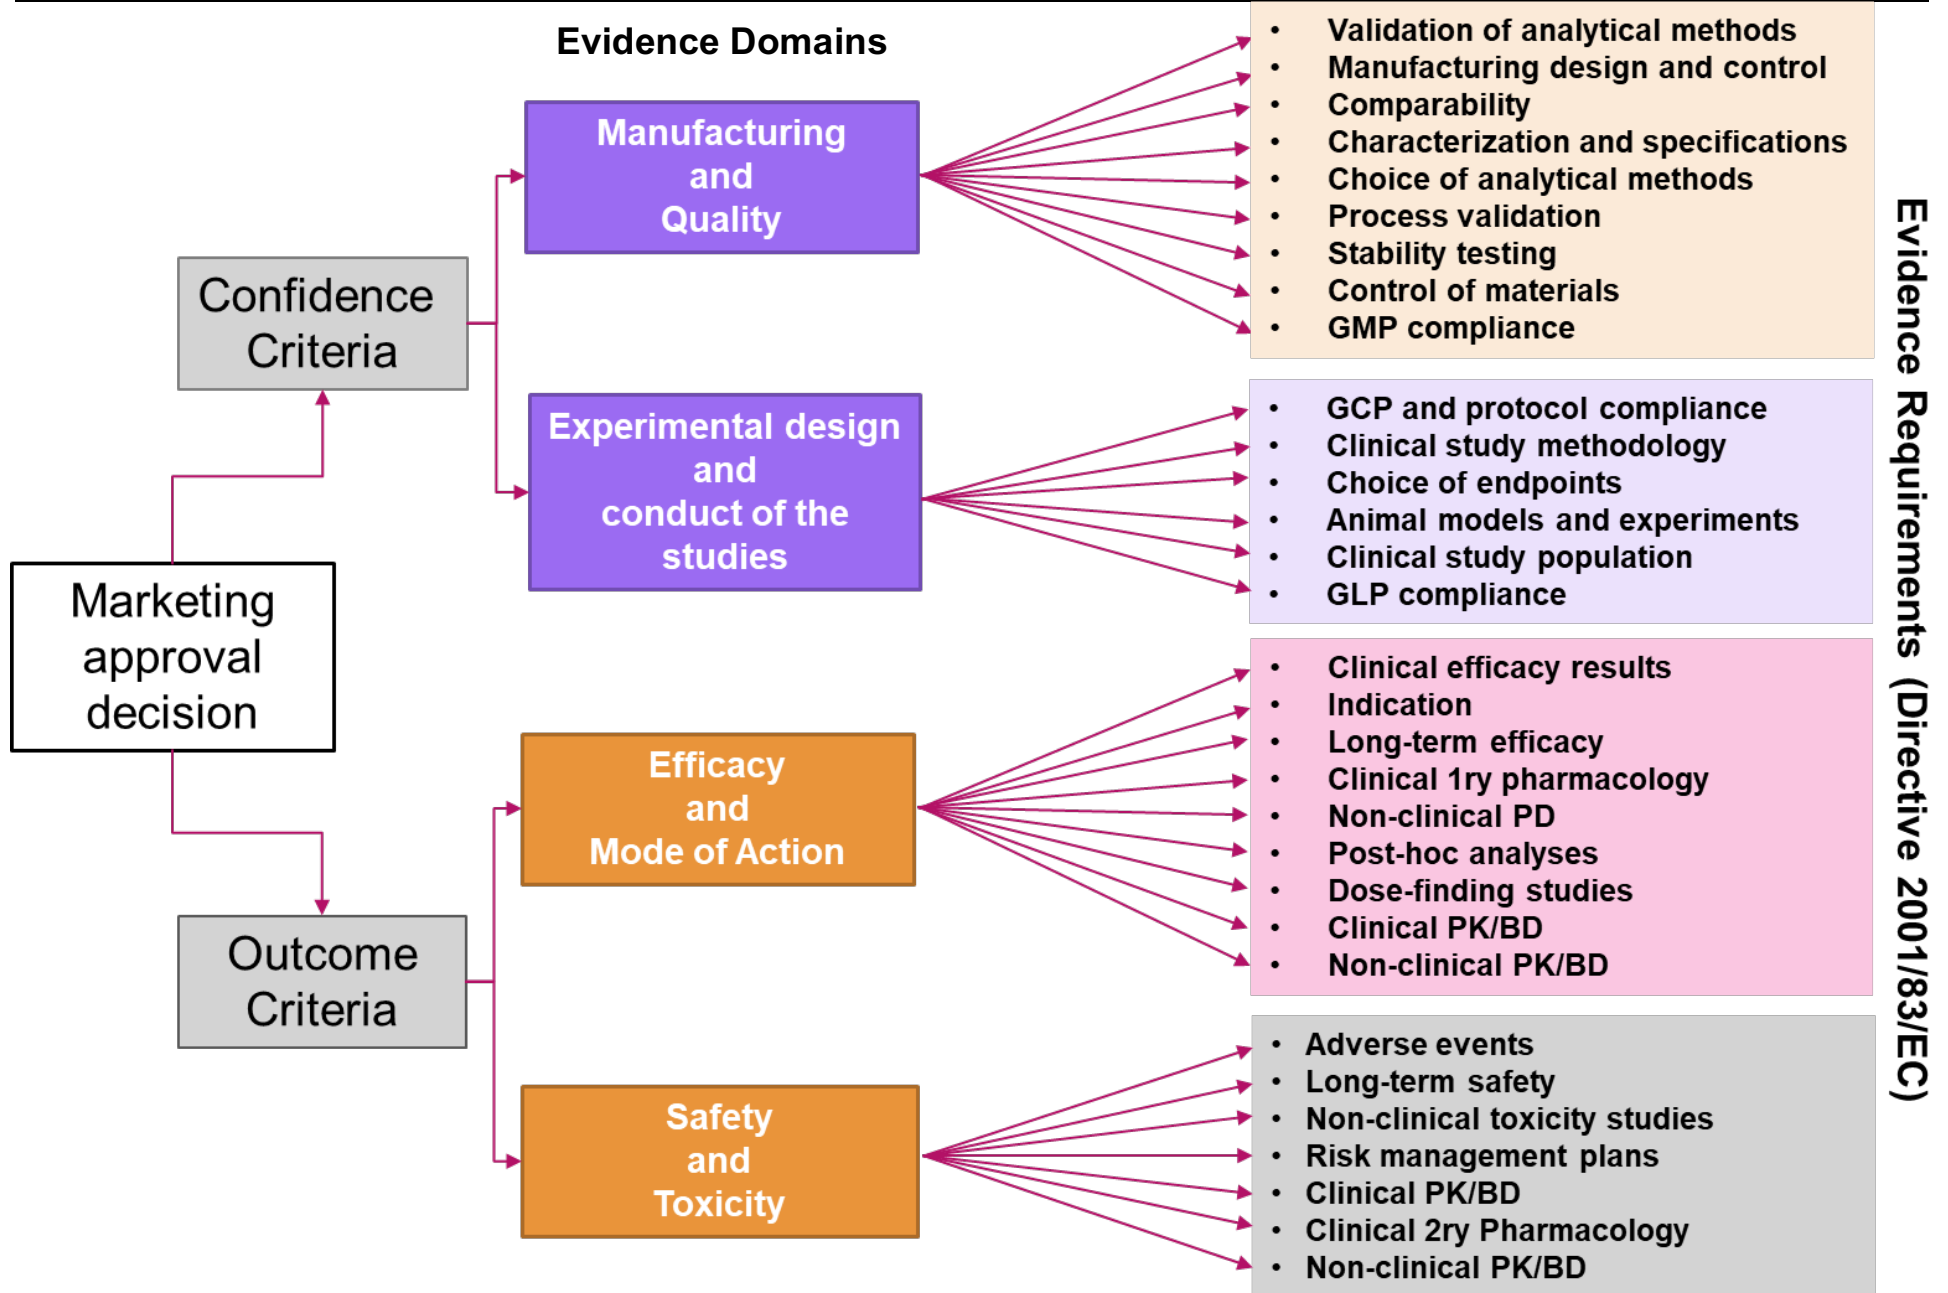 Evidence Domains
Marketing
approval
decision
Confidence
Criteria
Outcome
Criteria
Manufacturing
and
Quality
Experimental design
and
conduct of the
studies
Efficacy
and
Mode of Action
Safety
and
Toxicity
• Validation of analytical methods
• Manufacturing design and control
• Comparability
• Characterization and specifications
• Choice of analytical methods
• Process validation
• Stability testing
• Control of materials
• GMP compliance
• GCP and protocol compliance
• Clinical study methodology
• Choice of endpoints
• Animal models and experiments
• Clinical study population
• GLP compliance
• Clinical efficacy results
• Indication
• Long-term efficacy
• Clinical 1ry pharmacology
• Non-clinical PD
• Post-hoc analyses
• Dose-finding studies
• Clinical PK/BD
• Non-clinical PK/BD
• Adverse events
• Long-term safety
• Non-clinical toxicity studies
• Risk management plans
• Clinical PK/BD
• Clinical 2ry Pharmacology
• Non-clinical PK/BD
Evidence Requirements (Directive 2001/83/EC)